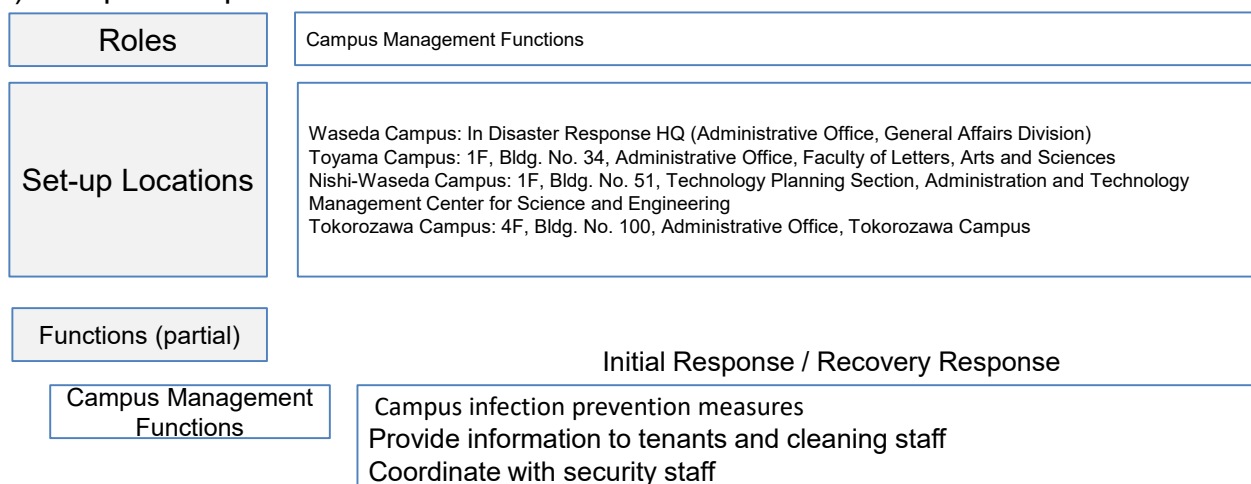 Roles
Campus Management Functions
Set-up Locations
Waseda Campus: In Disaster Response HQ (Administrative Office, General Affairs Division)
Toyama Campus: 1F, Bldg. No. 34, Administrative Office, Faculty of Letters, Arts and Sciences
Nishi-Waseda Campus: 1F, Bldg. No. 51, Technology Planning Section, Administration and Technology
Management Center for Science and Engineering
Tokorozawa Campus: 4F, Bldg. No. 100, Administrative Office, Tokorozawa Campus
Functions (partial)
Initial Response / Recovery Response
Campus Management
Functions
Campus infection prevention measures
Provide information to tenants and cleaning staff
Coordinate with security staff